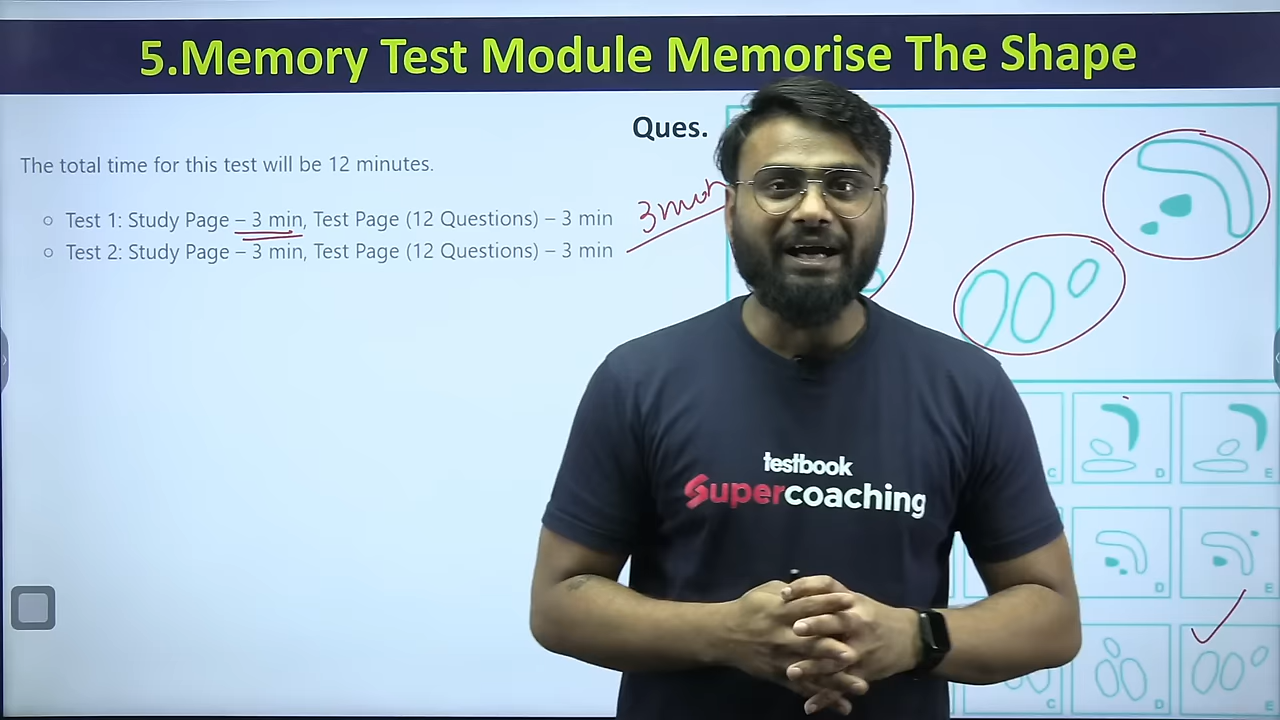 5.Memory Test Module Memorise The Shape
Ques.
The total time for this test will be 12 minutes.
Test 1: Study Page – 3 min, Test Page (12 Questions) – 3 min
Test 2: Study Page – 3 min, Test Page (12 Questions) – 3 min
testbook
Supercoaching
C D E
D E
C D E